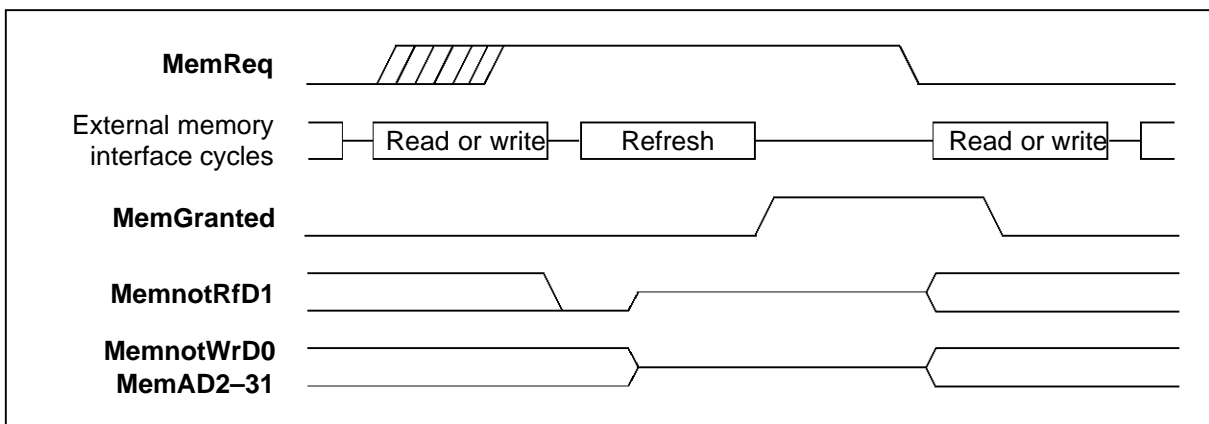 MemReq
External memory
interface cycles
Read or write
Refresh
Read or write
MemGranted
MemnotRfD1
MemnotWrD0
MemAD2–31